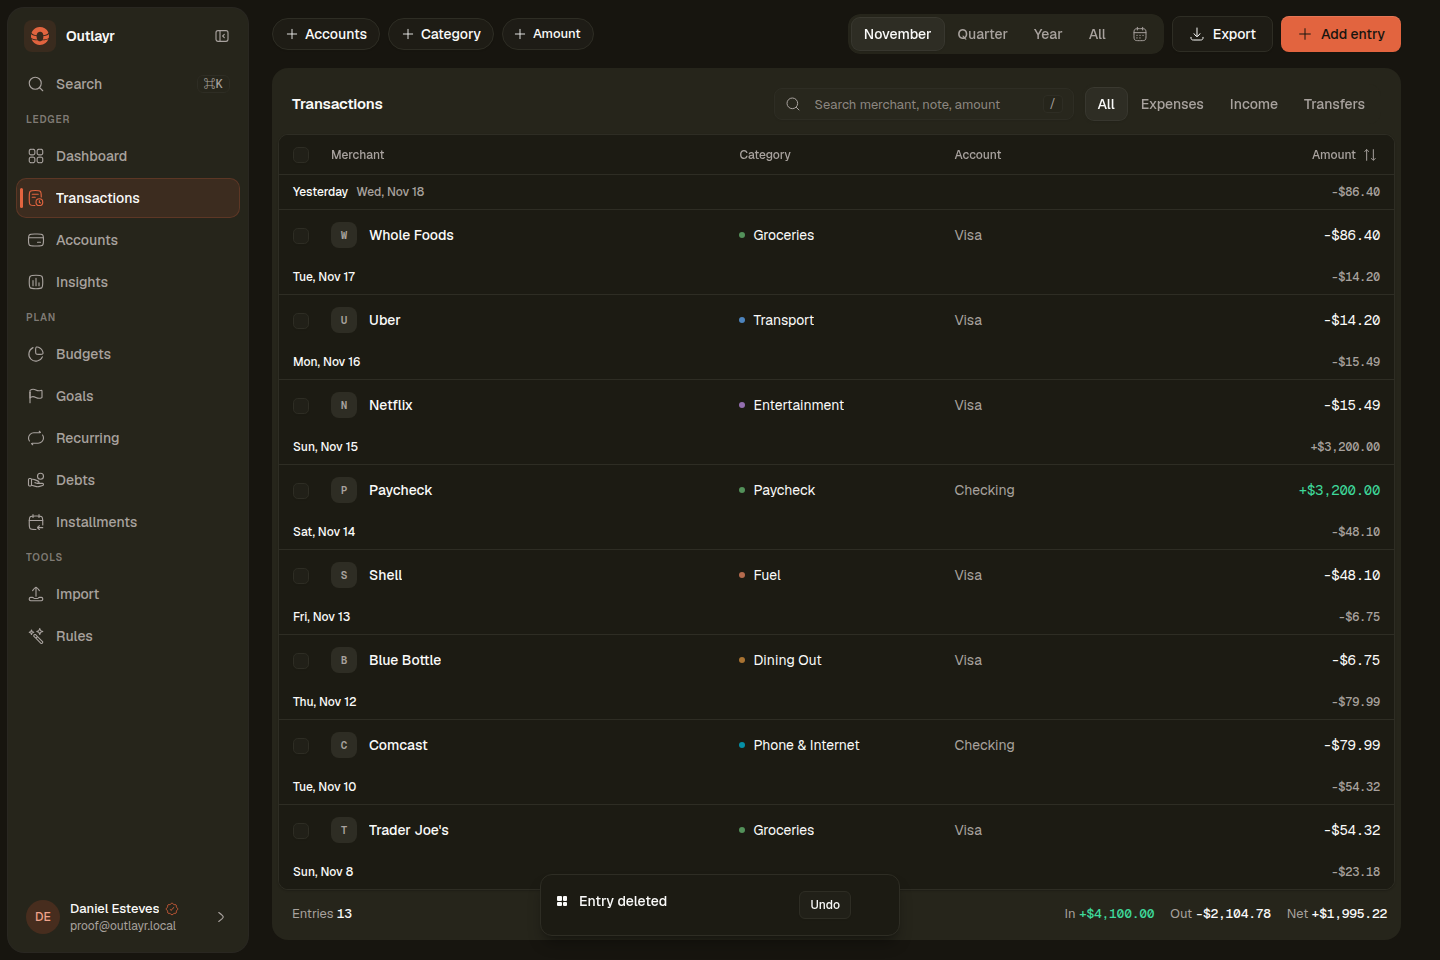 Outlayr
Search ⌘K
LEDGER
Dashboard
Transactions
Accounts
Insights
PLAN
Budgets
Goals
Recurring
Debts
Installments
TOOLS
Import
Rules
DE
Daniel Esteves
proof@outlayr.local
Accounts Category Amount
November Quarter Year All Export Add entry
Transactions
Search merchant, note, amount /
All Expenses Income Transfers
Merchant Category Account Amount
Yesterday Wed, Nov 18 -$86.40
W Whole Foods Groceries Visa -$86.40
Tue, Nov 17 -$14.20
U Uber Transport Visa -$14.20
Mon, Nov 16 -$15.49
N Netflix Entertainment Visa -$15.49
Sun, Nov 15 +$3,200.00
P Paycheck Paycheck Checking +$3,200.00
Sat, Nov 14 -$48.10
S Shell Fuel Visa -$48.10
Fri, Nov 13 -$6.75
B Blue Bottle Dining Out Visa -$6.75
Thu, Nov 12 -$79.99
C Comcast Phone & Internet Checking -$79.99
Tue, Nov 10 -$54.32
T Trader Joe's Groceries Visa -$54.32
Sun, Nov 8 -$23.18
Entry deleted Undo
Entries 13 In +$4,100.00 Out -$2,104.78 Net +$1,995.22